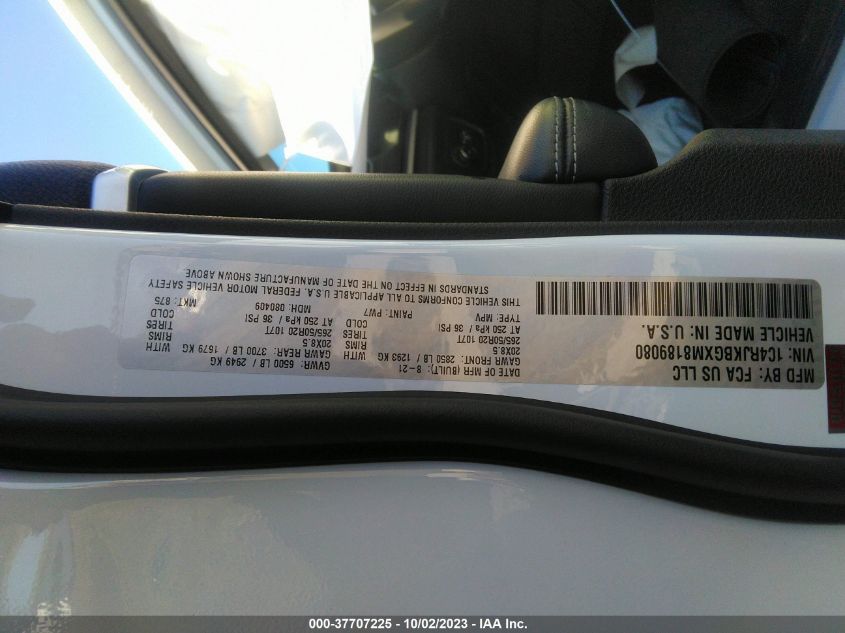 MFD BY: FCA US LLC
DATE OF MFR (BUILT): 8-21
GVWR: 6500 LB / 2949 KG
VIN: 1C4RJKBGXM8189080
GAWR FRONT: 2850 LB / 1293 KG
GAWR REAR: 3700 LB / 1679 KG
WITH
20X8.5
RIMS
20X8.5
RIMS
WITH
VEHICLE MADE IN: U.S.A.
265/50R20 107T
TIRES
265/50R20 107T
TIRES
AT 250 kPa / 36 PSI
COLD
AT 250 kPa / 36 PSI
COLD
TYPE: MPV
PAINT: PW7
MDH: 080409
MKT: 875
THIS VEHICLE CONFORMS TO ALL APPLICABLE U.S.A. FEDERAL MOTOR VEHICLE SAFETY
STANDARDS IN EFFECT ON THE DATE OF MANUFACTURE SHOWN ABOVE
000-37707225 - 10/02/2023 - IAA Inc.